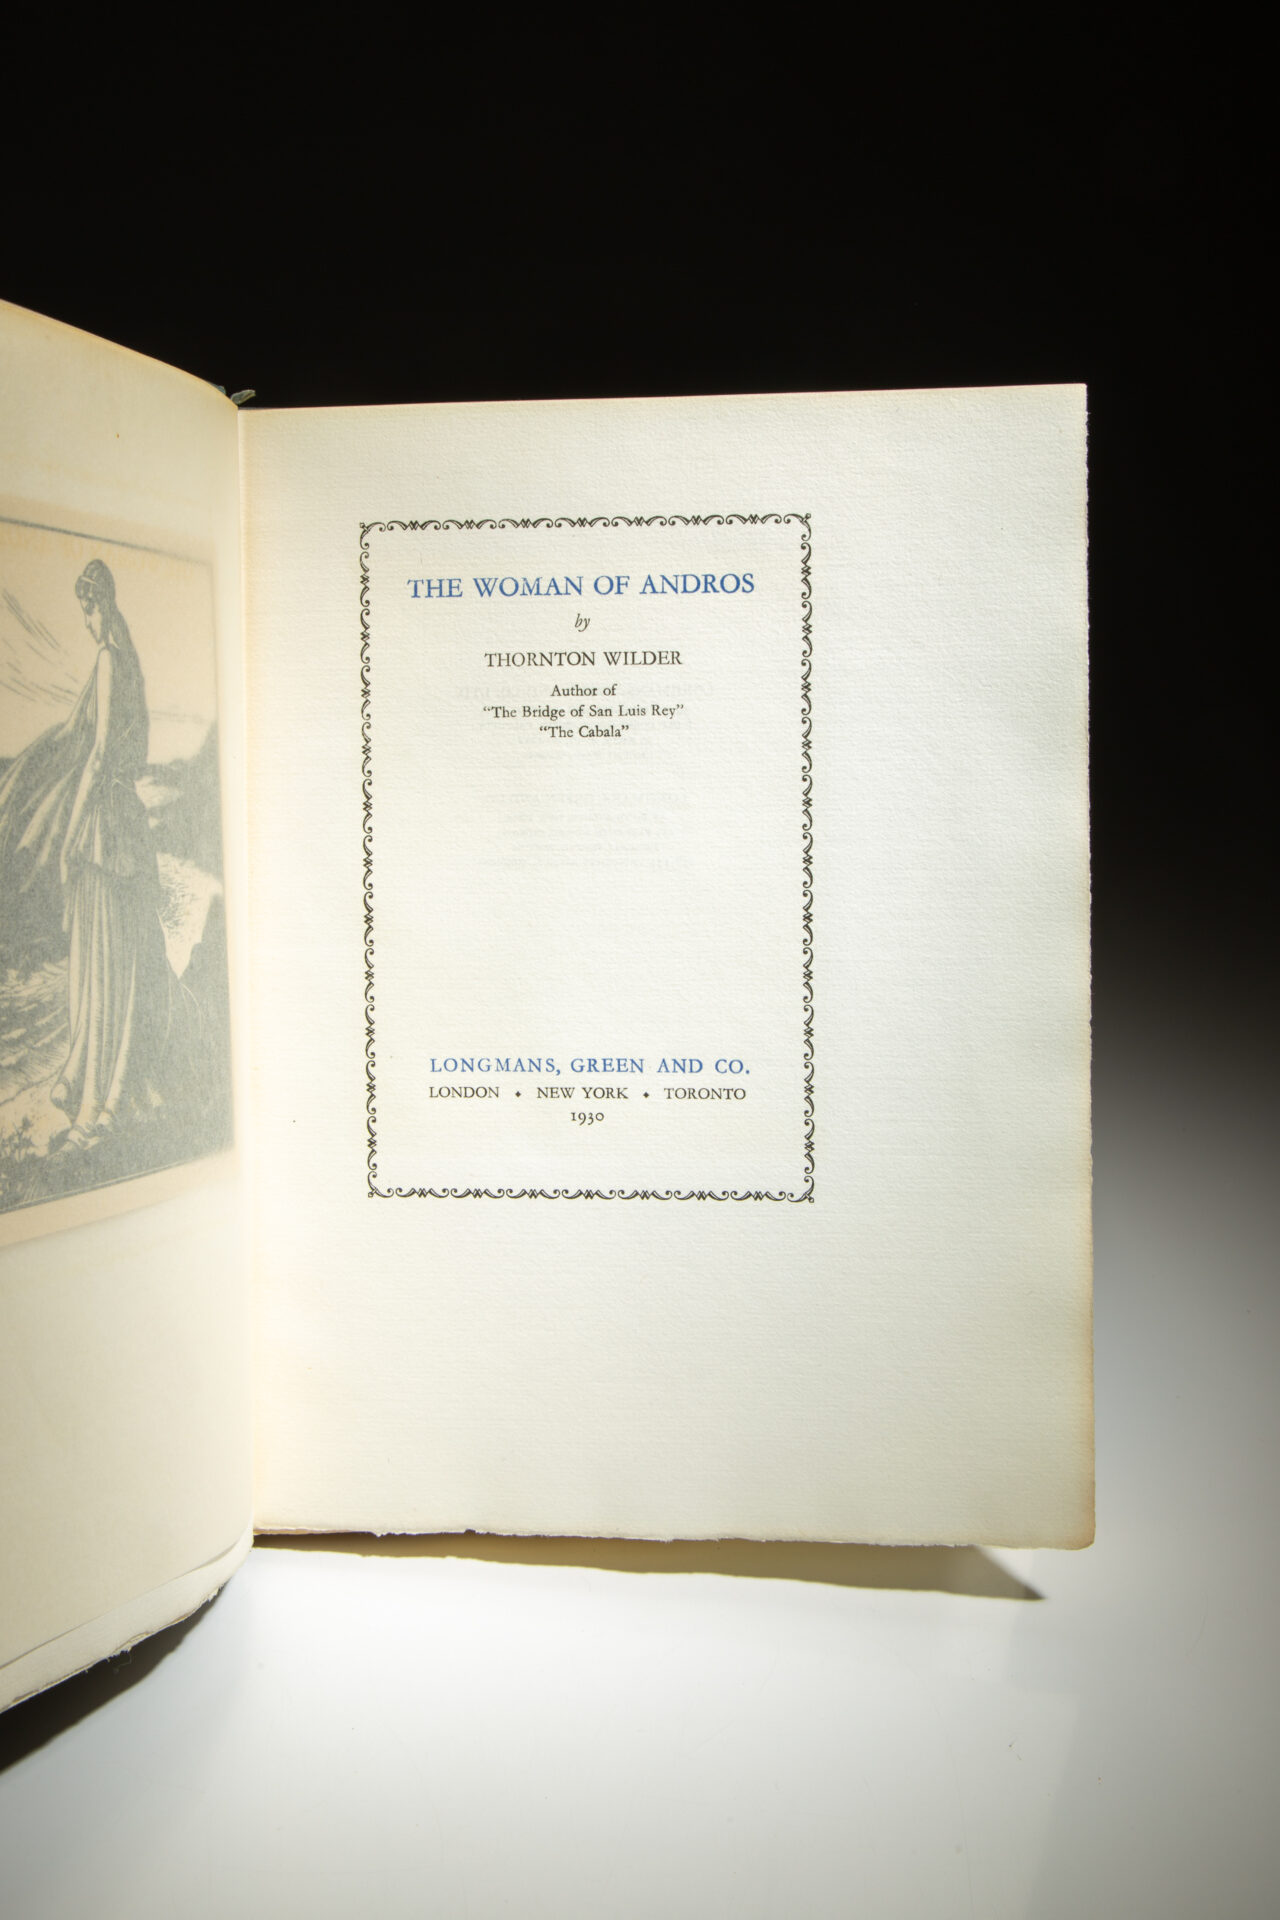 THE WOMAN OF ANDROS
by
THORNTON WILDER
Author of
“The Bridge of San Luis Rey”
“The Cabala”
LONGMANS, GREEN AND CO.
LONDON • NEW YORK • TORONTO
1930